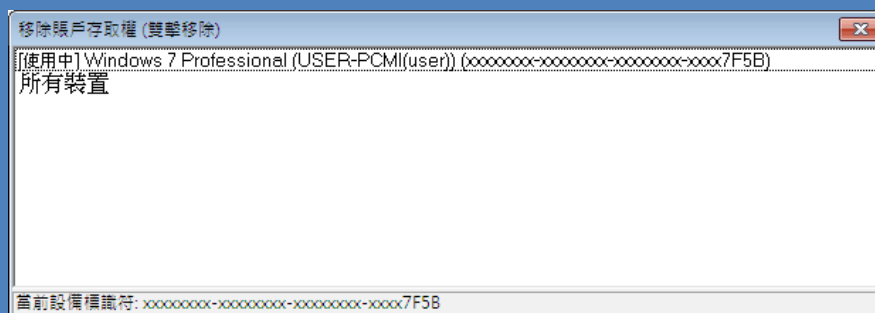 移除賬戶存取權 (雙擊移除)
[使用中] Windows 7 Professional (USER-PCMI(user)) (xxxxxxxx-xxxxxxxx-xxxxxxxx-xxxx7F5B)
所有裝置
當前設備標識符: xxxxxxxx-xxxxxxxx-xxxxxxxx-xxxx7F5B